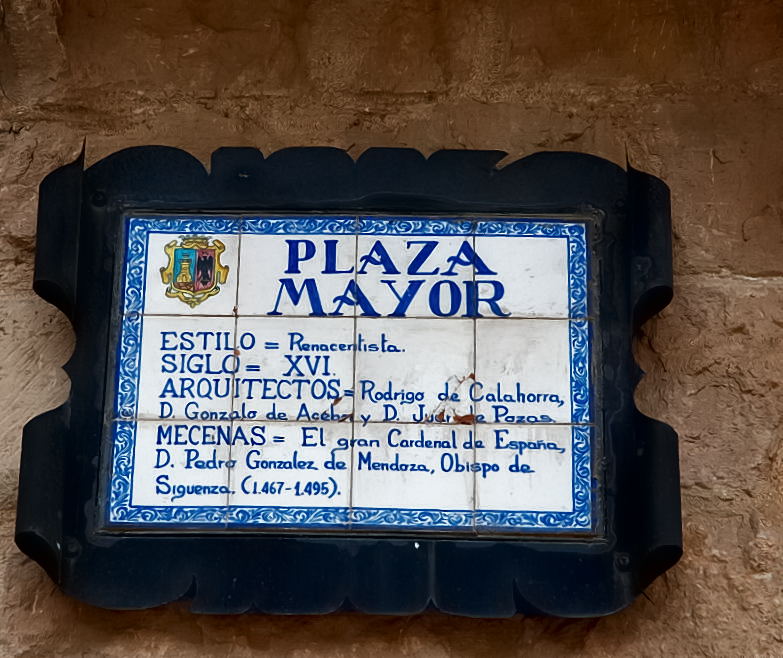 PLAZA
MAYOR
ESTILO = Renacentista.
SIGLO = XVI.
ARQUITECTOS = Rodrigo de Calahorra,
D. Gonzalo de y D. de Pozas.
MECENAS = El gran Cardenal de España,
D. Pedro Gonzalez de Mendoza, Obispo de
Siguenza. (1.467-1.495).